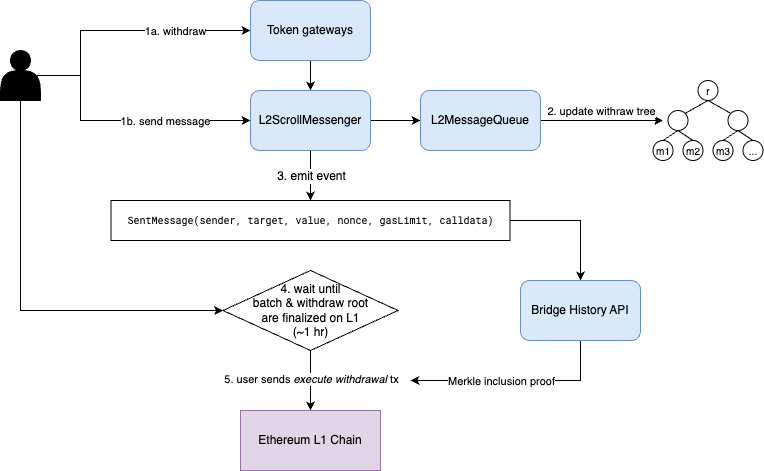 1a. withdraw
Token gateways
1b. send message
L2ScrollMessenger
L2MessageQueue
2. update withraw tree
r
m1
m2
m3
...
3. emit event
SentMessage(sender, target, value, nonce, gasLimit, calldata)
4. wait until
batch & withdraw root
are finalized on L1
(~1 hr)
Bridge History API
5. user sends execute withdrawal tx
Merkle inclusion proof
Ethereum L1 Chain